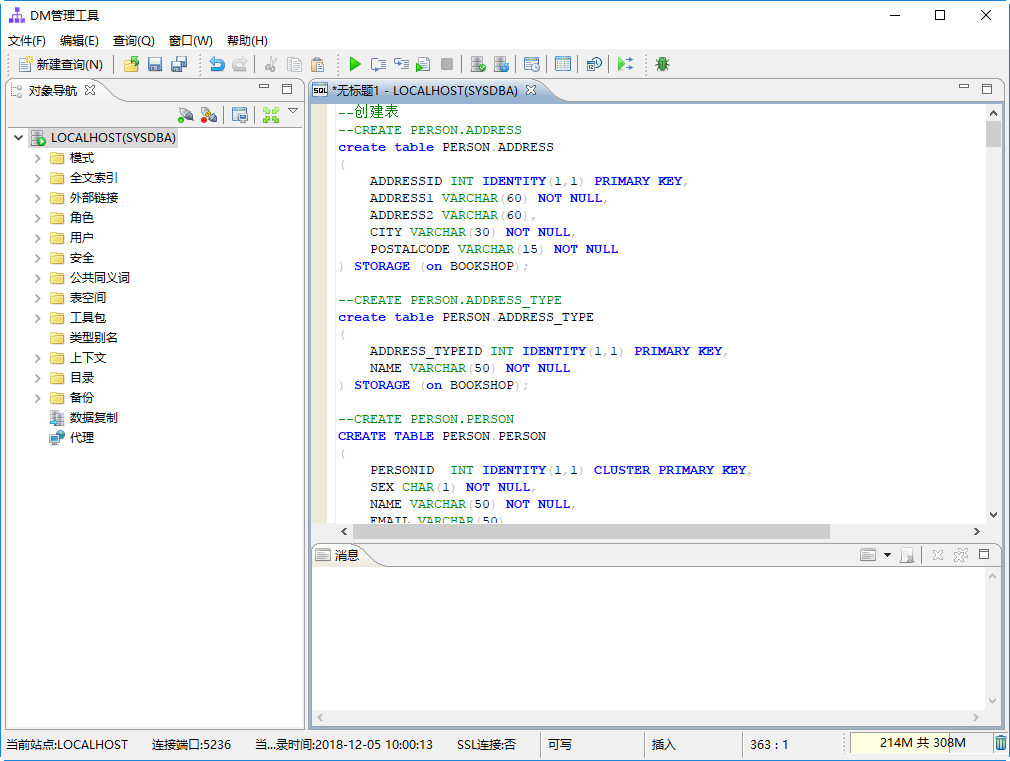 DM管理工具
文件(F) 编辑(E) 查询(Q) 窗口(W) 帮助(H)
新建查询(N)
对象导航
LOCALHOST(SYSDBA)
模式
全文索引
外部链接
角色
用户
安全
公共同义词
表空间
工具包
类型别名
上下文
目录
备份
数据复制
代理
SQL *无标题1 - LOCALHOST(SYSDBA)
--创建表
--CREATE PERSON.ADDRESS
create table PERSON.ADDRESS
(
ADDRESSID INT IDENTITY(1,1) PRIMARY KEY,
ADDRESS1 VARCHAR(60) NOT NULL,
ADDRESS2 VARCHAR(60),
CITY VARCHAR(30) NOT NULL,
POSTALCODE VARCHAR(15) NOT NULL
) STORAGE (on BOOKSHOP);
--CREATE PERSON.ADDRESS_TYPE
create table PERSON.ADDRESS_TYPE
(
ADDRESS_TYPEID INT IDENTITY(1,1) PRIMARY KEY,
NAME VARCHAR(50) NOT NULL
) STORAGE (on BOOKSHOP);
--CREATE PERSON.PERSON
CREATE TABLE PERSON.PERSON
(
PERSONID INT IDENTITY(1,1) CLUSTER PRIMARY KEY,
SEX CHAR(1) NOT NULL,
NAME VARCHAR(50) NOT NULL,
EMAIL VARCHAR(50)
消息
当前站点:LOCALHOST 连接端口:5236 当...录时间:2018-12-05 10:00:13 SSL连接:否 可写 插入 363 : 1 214M 共 308M